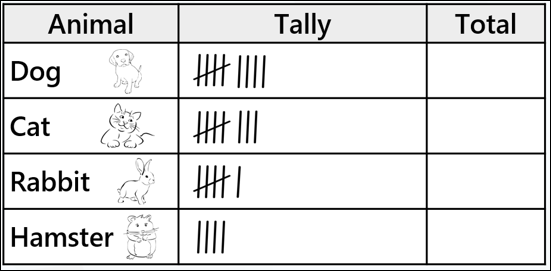 Animal Tally Total
Dog
Cat
Rabbit
Hamster